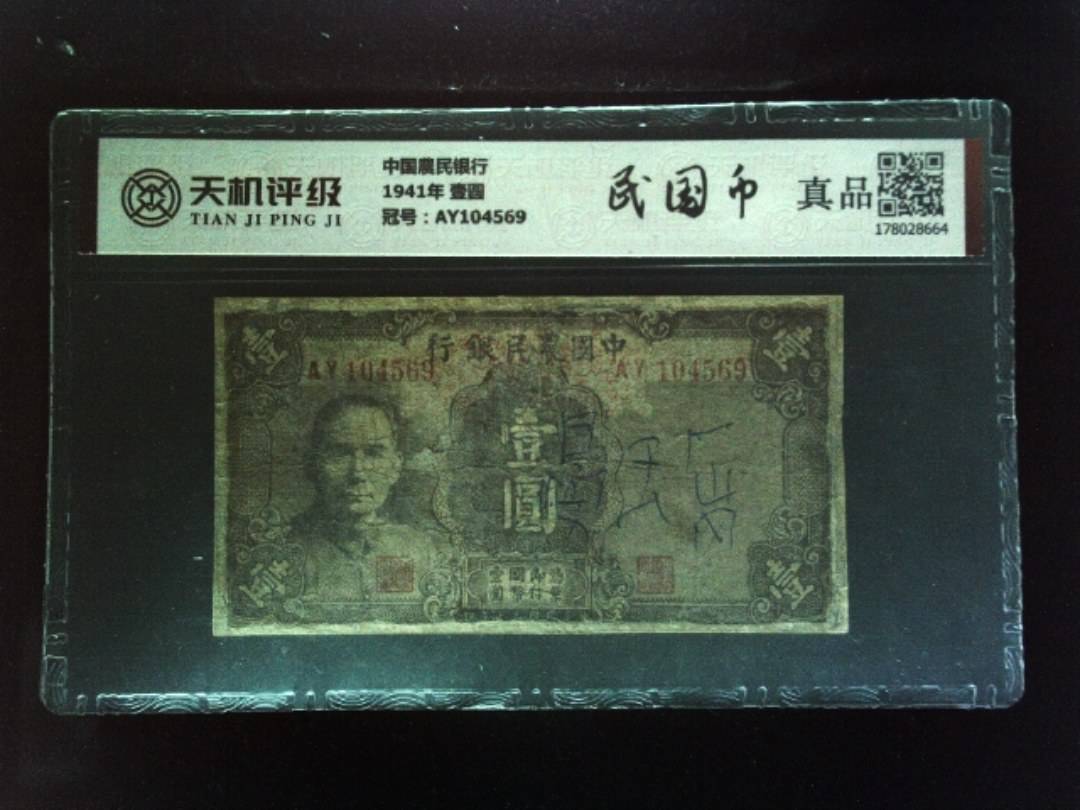 天机评级
TIAN JI PING JI
中国農民银行
1941年 壹圓
冠号：AY104569
民国币
真品
178028664
行銀民農國中
AY104569
AY104569
壹
壹
壹圓
壹
壹